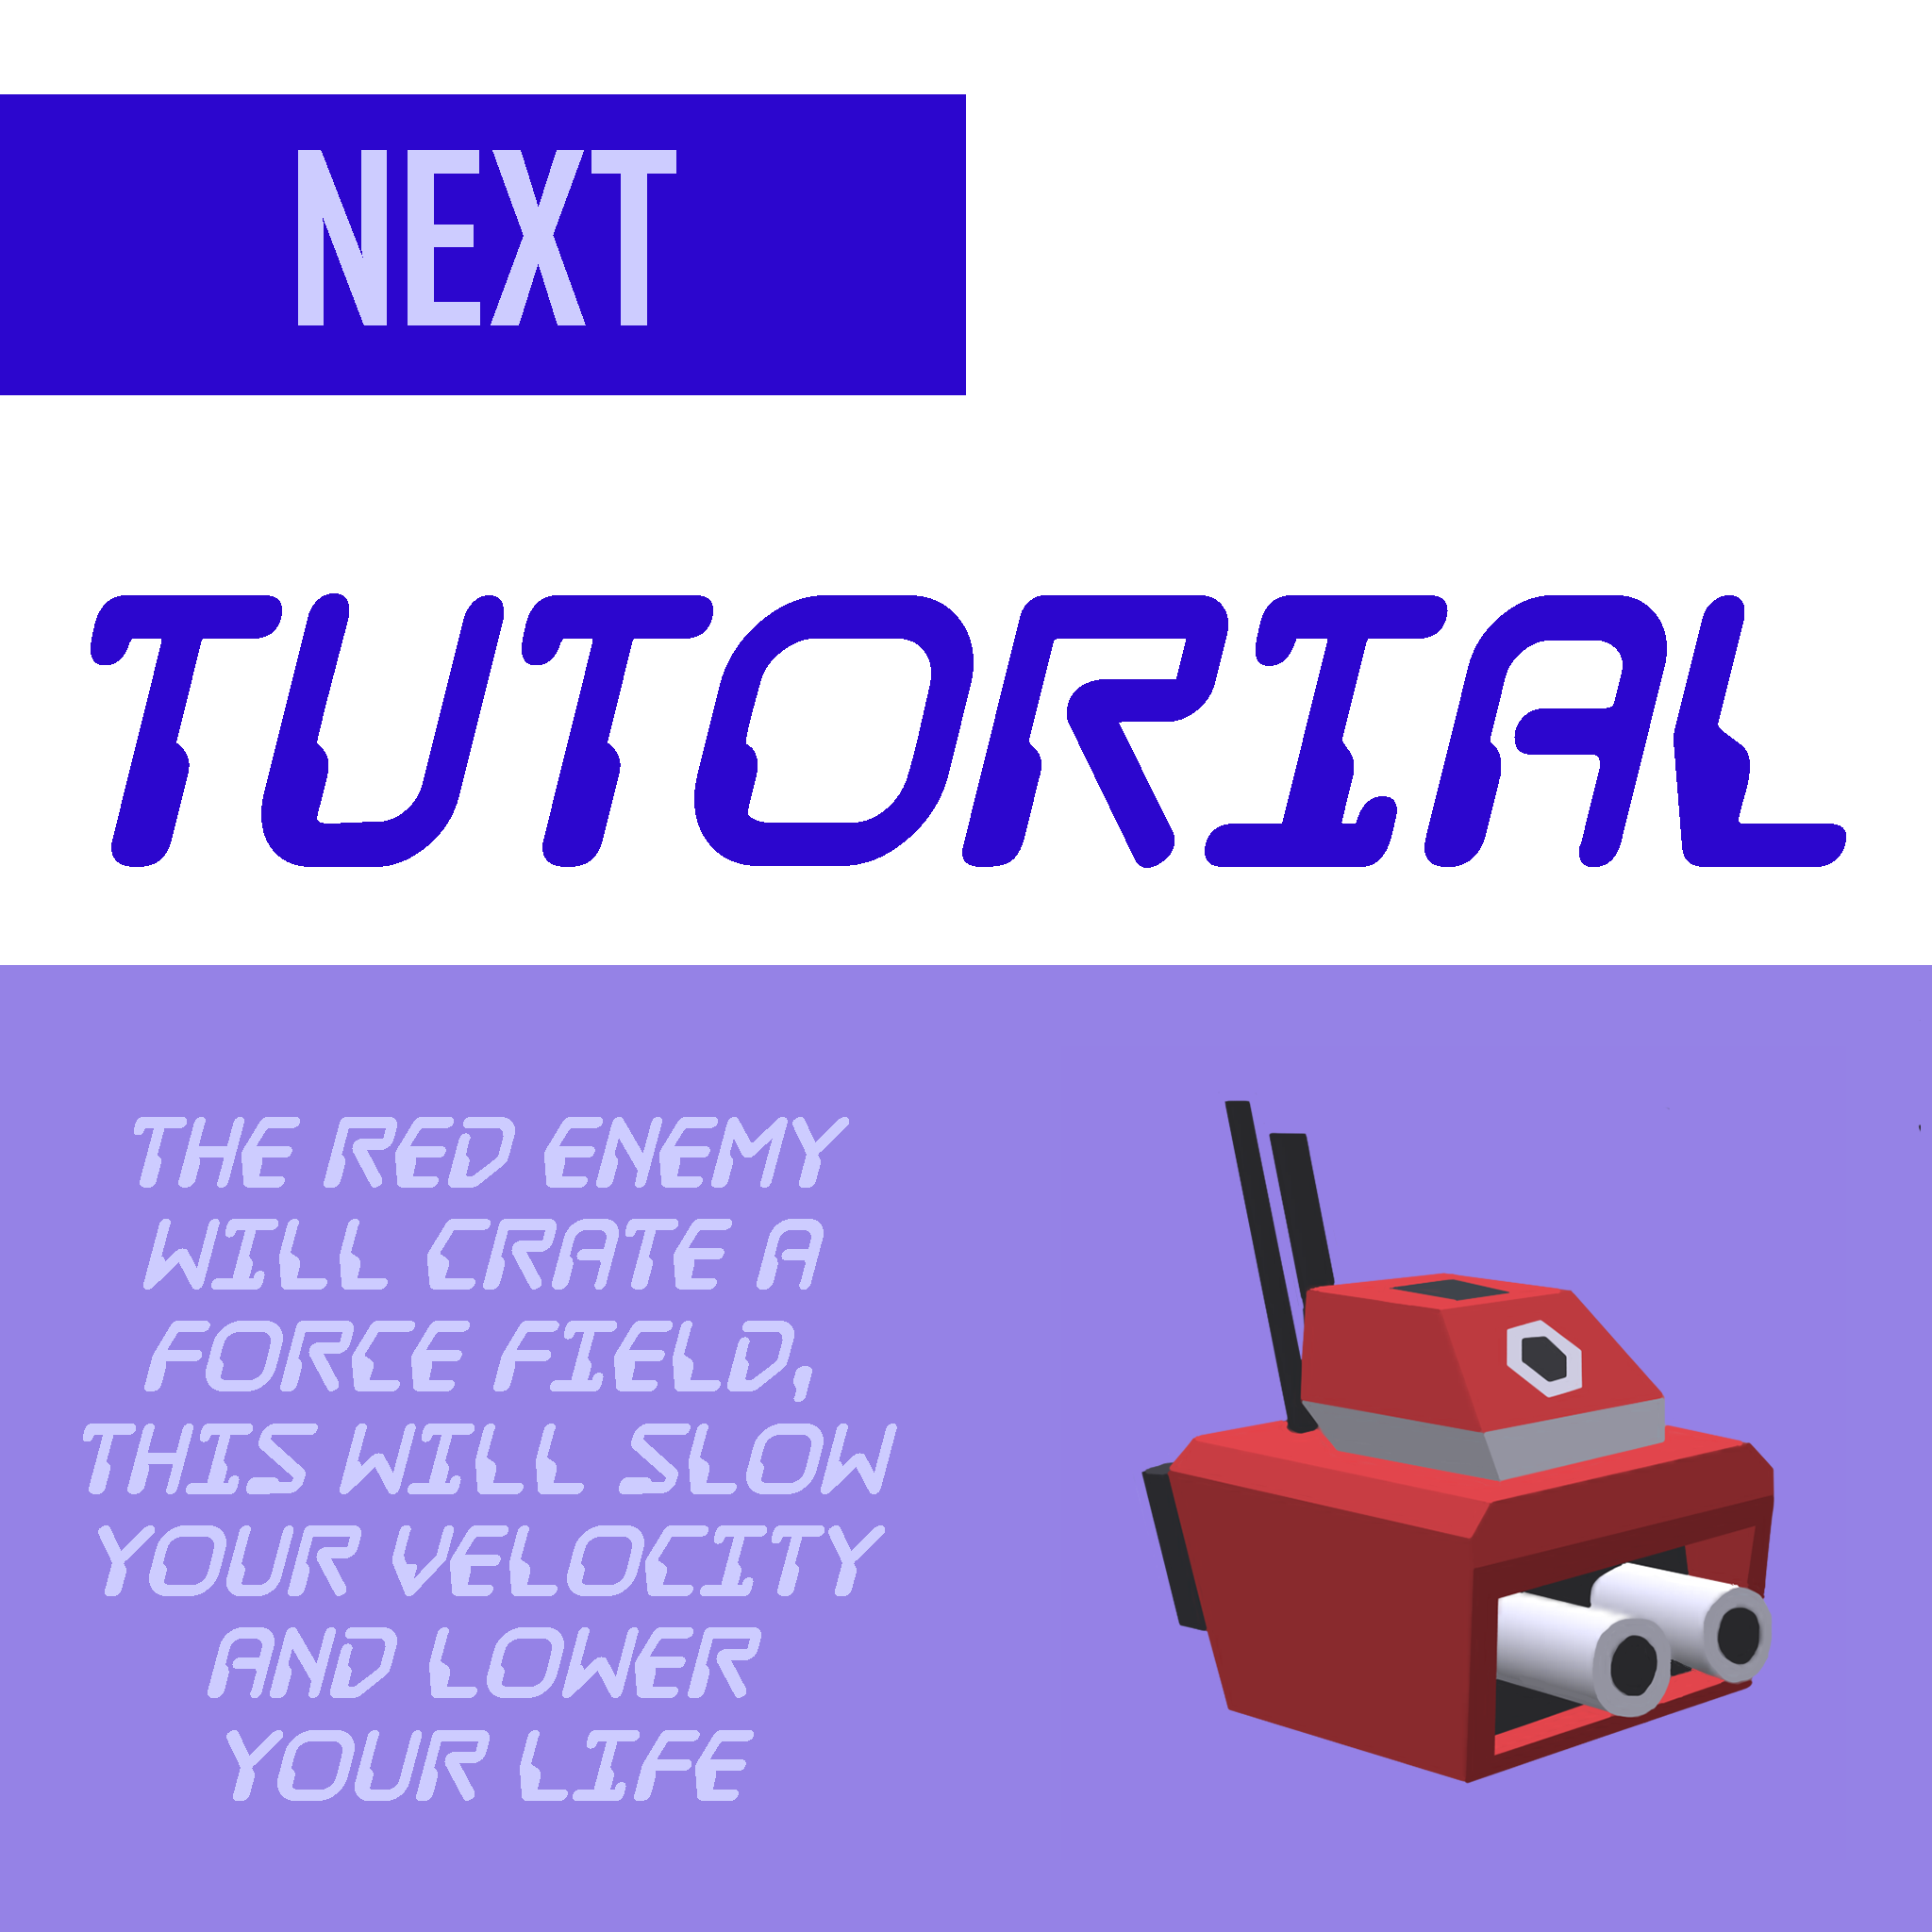 NEXT
TUTORIAL
THE RED ENEMY
WILL CRATE A
FORCE FIELD,
THIS WILL SLOW
YOUR VELOCITY
AND LOWER
YOUR LIFE